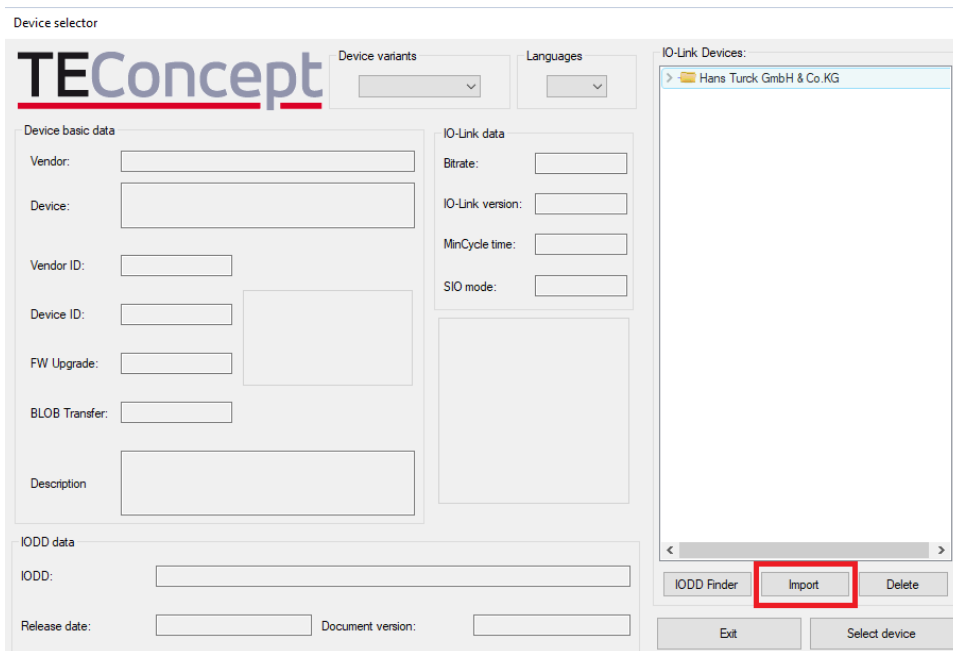 Device selector
TEConcept
Device variants
Languages
Device basic data
Vendor:
Device:
Vendor ID:
Device ID:
FW Upgrade:
BLOB Transfer:
Description
IO-Link data
Bitrate:
IO-Link version:
MinCycle time:
SIO mode:
IODD data
IODD:
Release date:
Document version:
IO-Link Devices:
Hans Turck GmbH & Co.KG
IODD Finder
Import
Delete
Exit
Select device